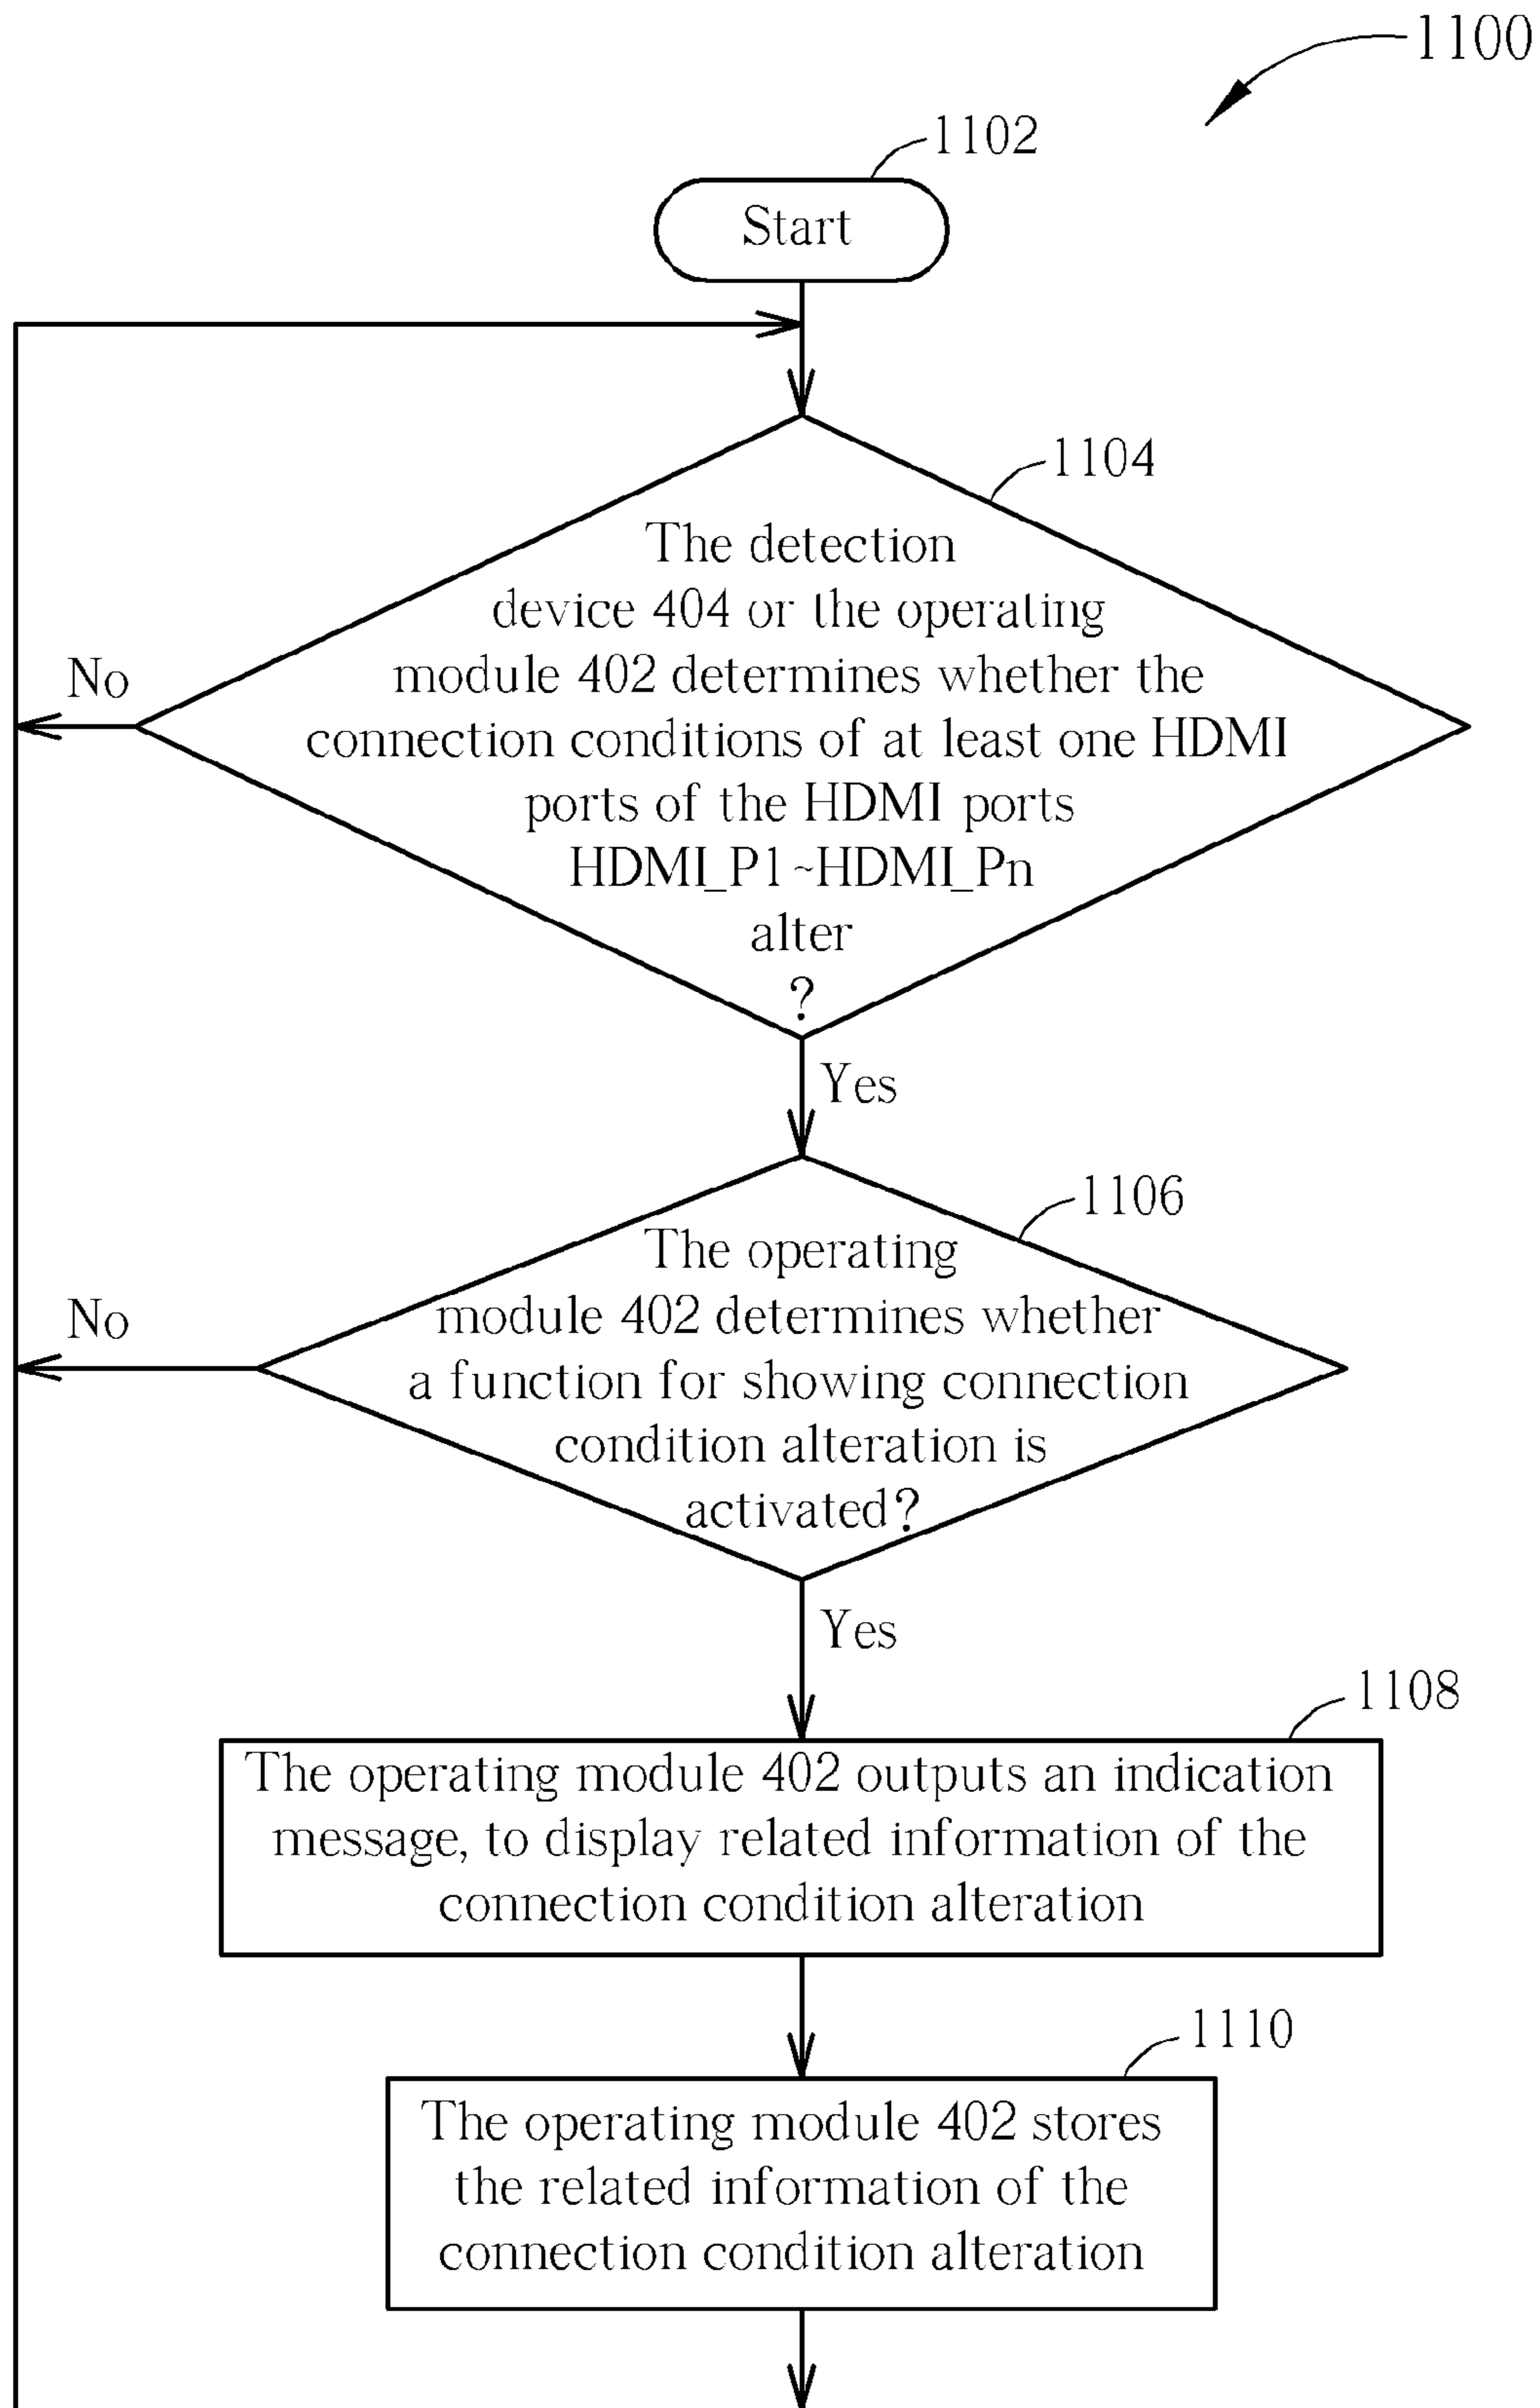 1100
1102
Start
1104
The detection
device 404 or the operating
module 402 determines whether the
connection conditions of at least one HDMI
ports of the HDMI ports
HDMI_P1~HDMI_Pn
alter
?
No
Yes
1106
The operating
module 402 determines whether
a function for showing connection
condition alteration is
activated?
No
Yes
1108
The operating module 402 outputs an indication
message, to display related information of the
connection condition alteration
1110
The operating module 402 stores
the related information of the
connection condition alteration